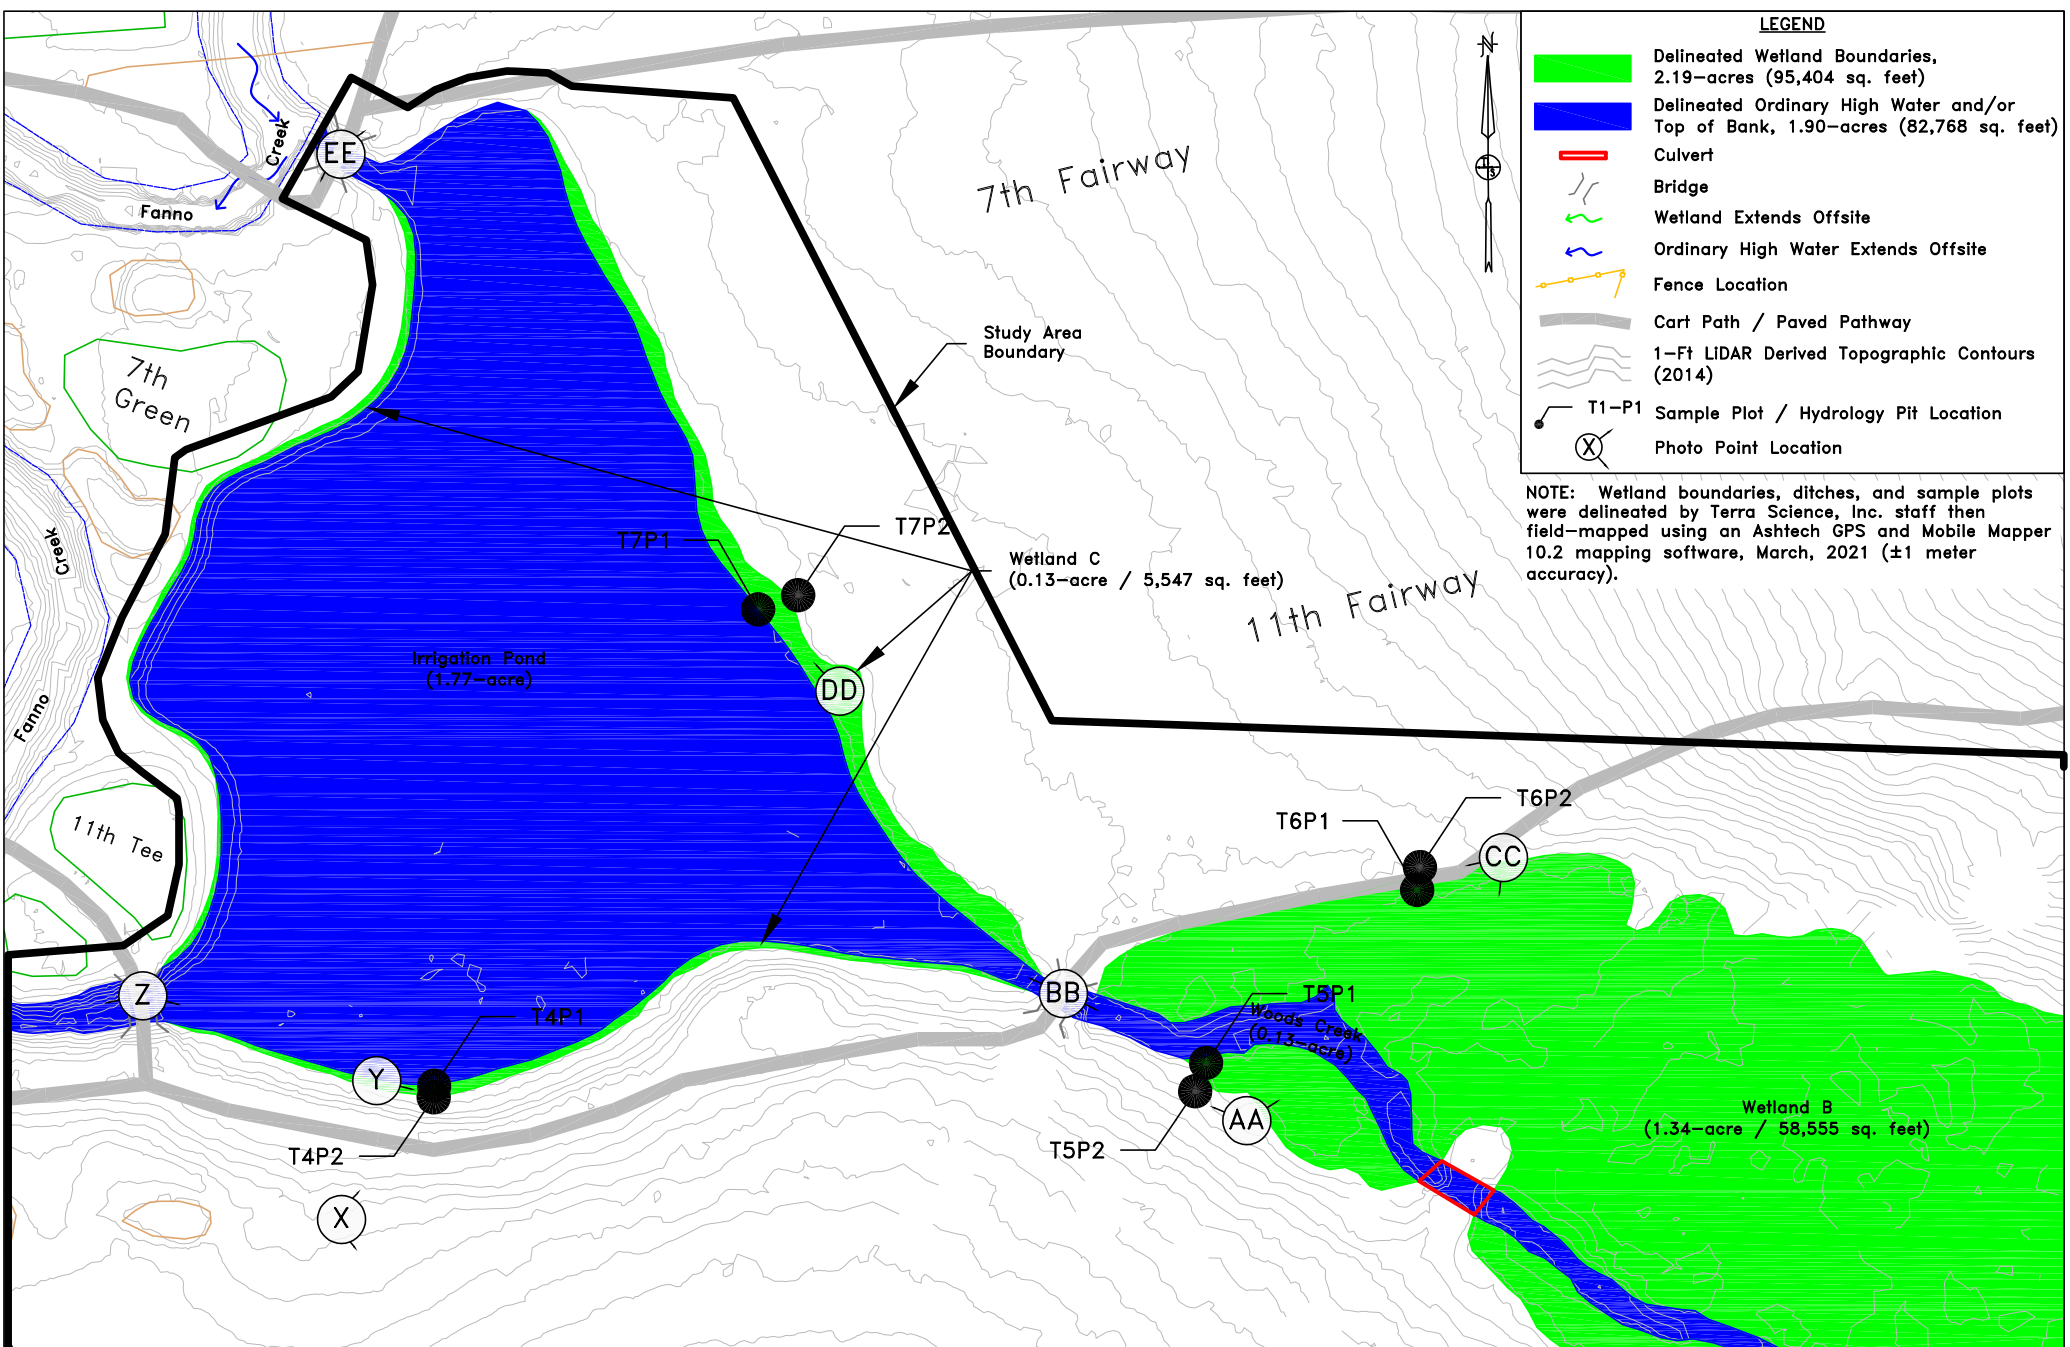 LEGEND
Delineated Wetland Boundaries,
2.19-acres (95,404 sq. feet)
Delineated Ordinary High Water and/or
Top of Bank, 1.90-acres (82,768 sq. feet)
Culvert
Bridge
Wetland Extends Offsite
Ordinary High Water Extends Offsite
Fence Location
Cart Path / Paved Pathway
1-Ft LiDAR Derived Topographic Contours
(2014)
T1-P1
Sample Plot / Hydrology Pit Location
X
Photo Point Location
NOTE: Wetland boundaries, ditches, and sample plots
were delineated by Terra Science, Inc. staff then
field-mapped using an Ashtech GPS and Mobile Mapper
10.2 mapping software, March, 2021 (±1 meter
accuracy).
N
Creek
EE
Fanno
7th Fairway
Study Area
Boundary
7th
Green
T7P2
T7P1
Creek
Wetland C
(0.13-acre / 5,547 sq. feet)
11th Fairway
Irrigation Pond
(1.77-acre)
DD
Fanno
11th Tee
T6P2
T6P1
CC
Z
BB
T5P1
T4P1
Woods Creek
(0.13-acre)
Y
AA
Wetland B
(1.34-acre / 58,555 sq. feet)
T5P2
T4P2
X